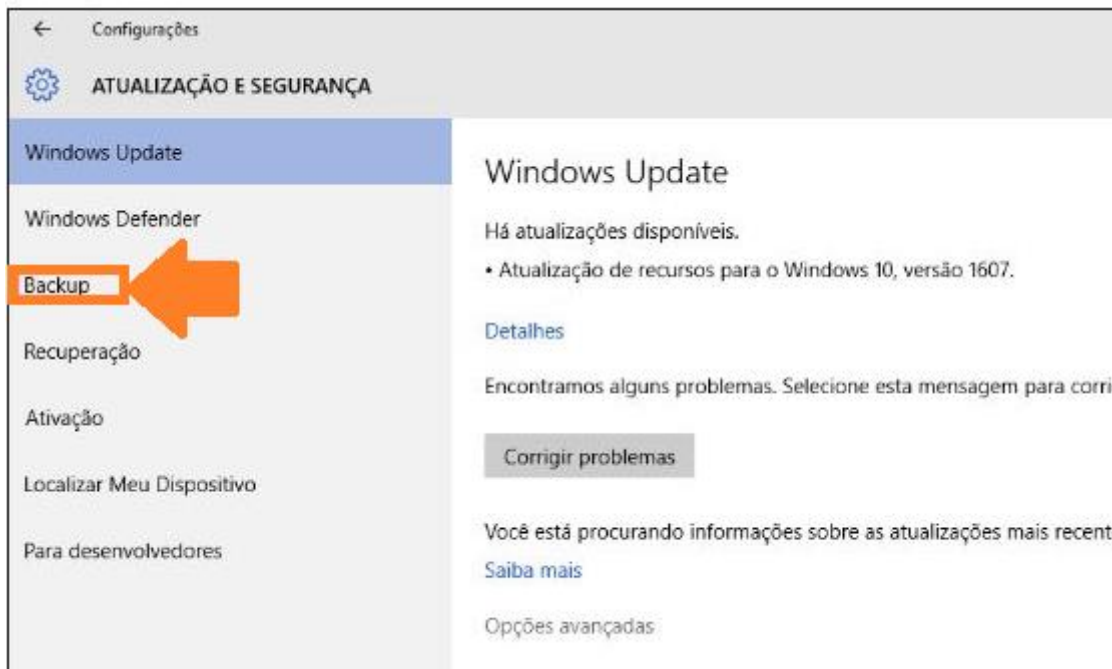 Configurações
ATUALIZAÇÃO E SEGURANÇA
Windows Update
Windows Defender
Backup
Recuperação
Ativação
Localizar Meu Dispositivo
Para desenvolvedores
Windows Update
Há atualizações disponíveis.
• Atualização de recursos para o Windows 10, versão 1607.
Detalhes
Encontramos alguns problemas. Selecione esta mensagem para corri
Corrigir problemas
Você está procurando informações sobre as atualizações mais recent
Saiba mais
Opções avançadas